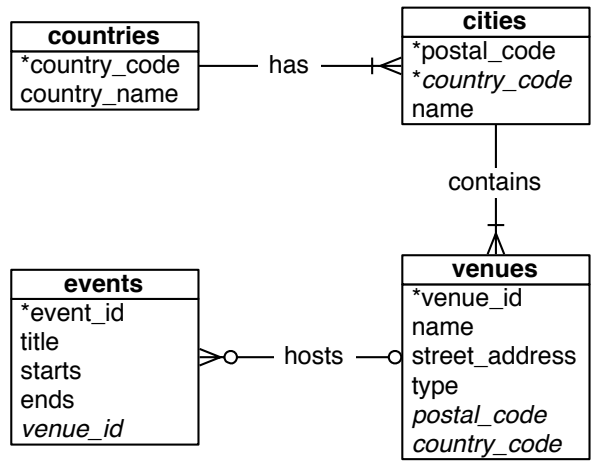 countries
*country_code
country_name
has
cities
*postal_code
*country_code
name
contains
events
*event_id
title
starts
ends
venue_id
hosts
venues
*venue_id
name
street_address
type
postal_code
country_code